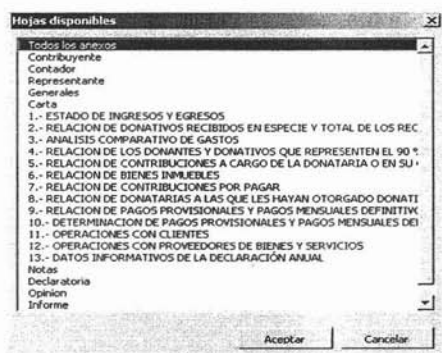 Hojas disponibles
Todos los anexos
Contribuyente
Contador
Representante
Generales
Carta
1.- ESTADO DE INGRESOS Y EGRESOS
2.- RELACION DE DONATIVOS RECIBIDOS EN ESPECIE Y TOTAL DE LOS REC
3.- ANALISIS COMPARATIVO DE GASTOS
4.- RELACION DE LOS DONANTES Y DONATIVOS QUE REPRESENTEN EL 90 %
5.- RELACION DE CONTRIBUCIONES A CARGO DE LA DONATARIA O EN SU
6.- RELACION DE BIENES INMUEBLES
7.- RELACION DE CONTRIBUCIONES POR PAGAR
8.- RELACION DE DONATARIAS A LAS QUE LES HAYAN OTORGADO DONATI
9.- RELACION DE PAGOS PROVISIONALES Y PAGOS MENSUALES DEFINITIV
10.- DETERMINACION DE PAGOS PROVISIONALES Y PAGOS MENSUALES DEI
11.- OPERACIONES CON CLIENTES
12.- OPERACIONES CON PROVEEDORES DE BIENES Y SERVICIOS
13.- DATOS INFORMATIVOS DE LA DECLARACIÓN ANUAL
Notas
Declaratoria
Opinion
Informe
Aceptar Cancelar